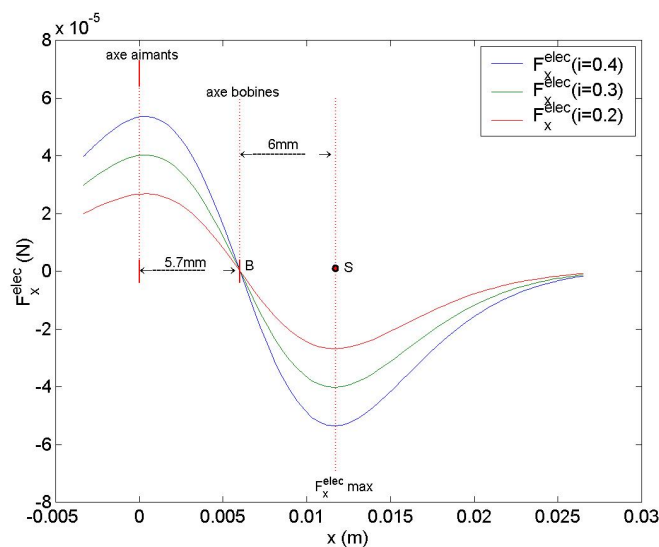 x 10^-5
8
6
4
2
0
-2
-4
-6
-8
F_x^elec (N)
axe aimants
axe bobines
F_x^elec(i=0.4)
F_x^elec(i=0.3)
F_x^elec(i=0.2)
6mm
5.7mm
B
S
F_x^elec max
-0.005 0 0.005 0.01 0.015 0.02 0.025 0.03
x (m)